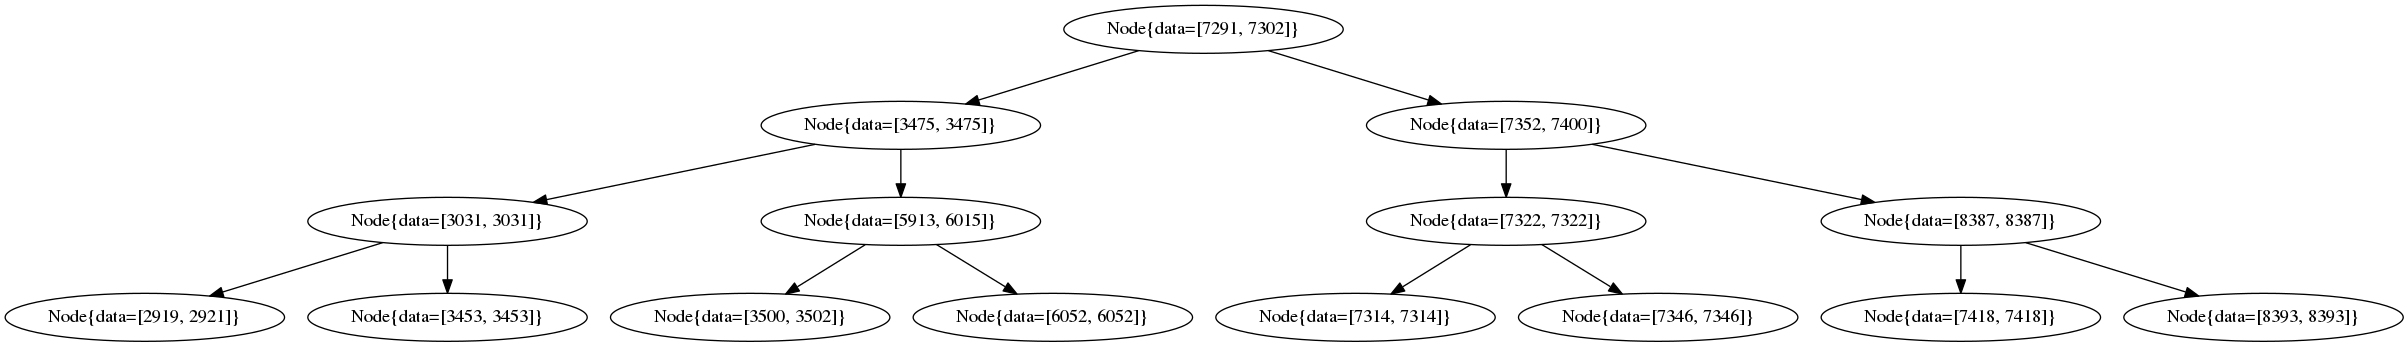 Node{data=[7291, 7302]}
Node{data=[3475, 3475]}
Node{data=[7352, 7400]}
Node{data=[3031, 3031]}
Node{data=[5913, 6015]}
Node{data=[7322, 7322]}
Node{data=[8387, 8387]}
Node{data=[2919, 2921]}
Node{data=[3453, 3453]}
Node{data=[3500, 3502]}
Node{data=[6052, 6052]}
Node{data=[7314, 7314]}
Node{data=[7346, 7346]}
Node{data=[7418, 7418]}
Node{data=[8393, 8393]}